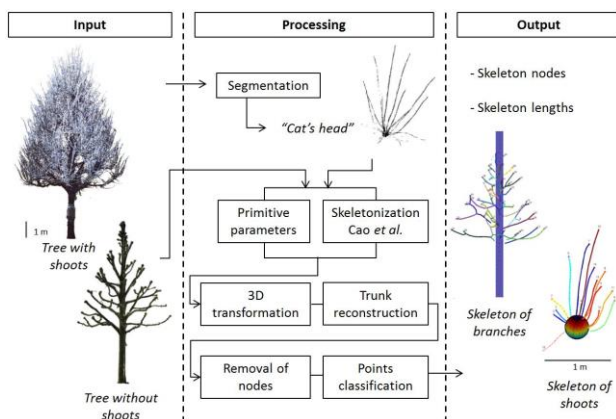 Input
Processing
Output
Segmentation
"Cat's head"
1 m
Tree with
shoots
Tree without
shoots
Primitive
parameters
Skeletonization
Cao et al.
3D
transformation
Trunk
reconstruction
Removal of
nodes
Points
classification
- Skeleton nodes
- Skeleton lengths
Skeleton of
branches
1 m
Skeleton of
shoots